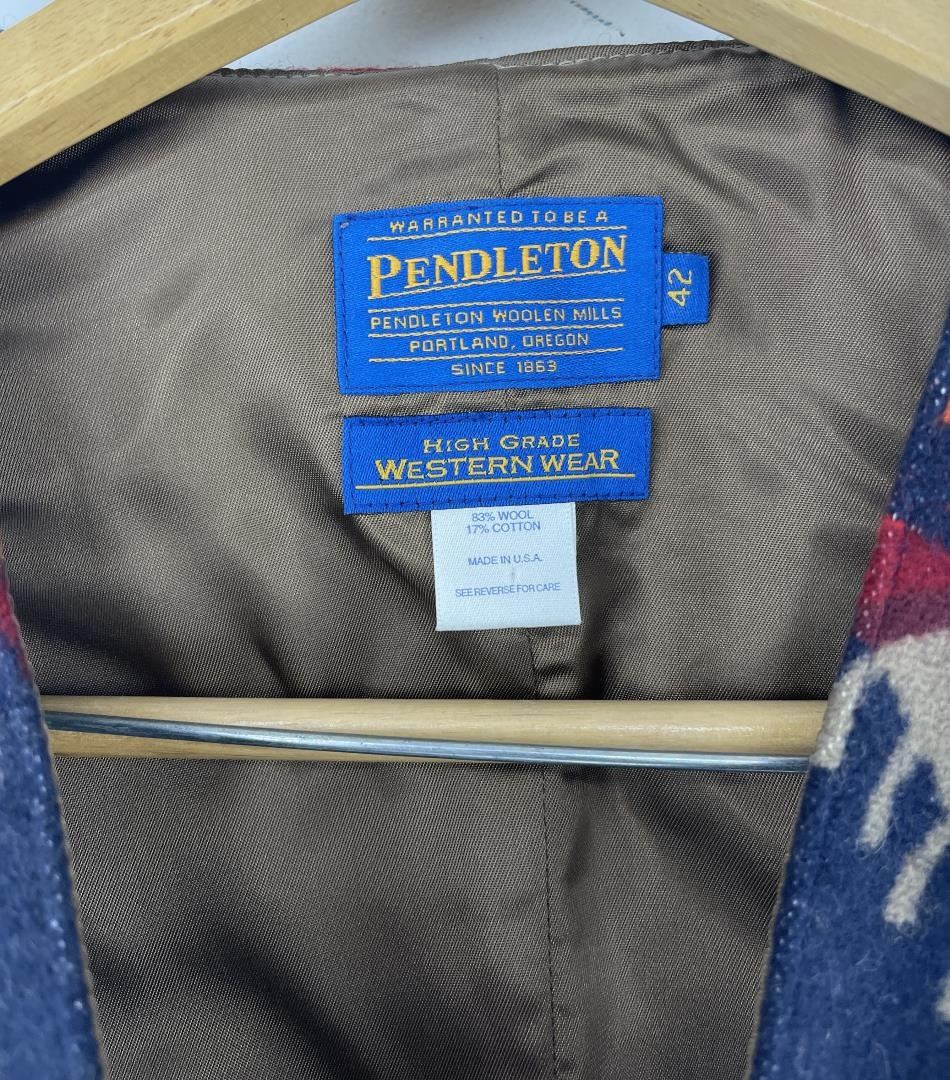 WARRANTED TO BE A
PENDLETON
PENDLETON WOOLEN MILLS
PORTLAND, OREGON
SINCE 1863
42
HIGH GRADE
WESTERN WEAR
83% WOOL
17% COTTON
MADE IN U.S.A.
SEE REVERSE FOR CARE